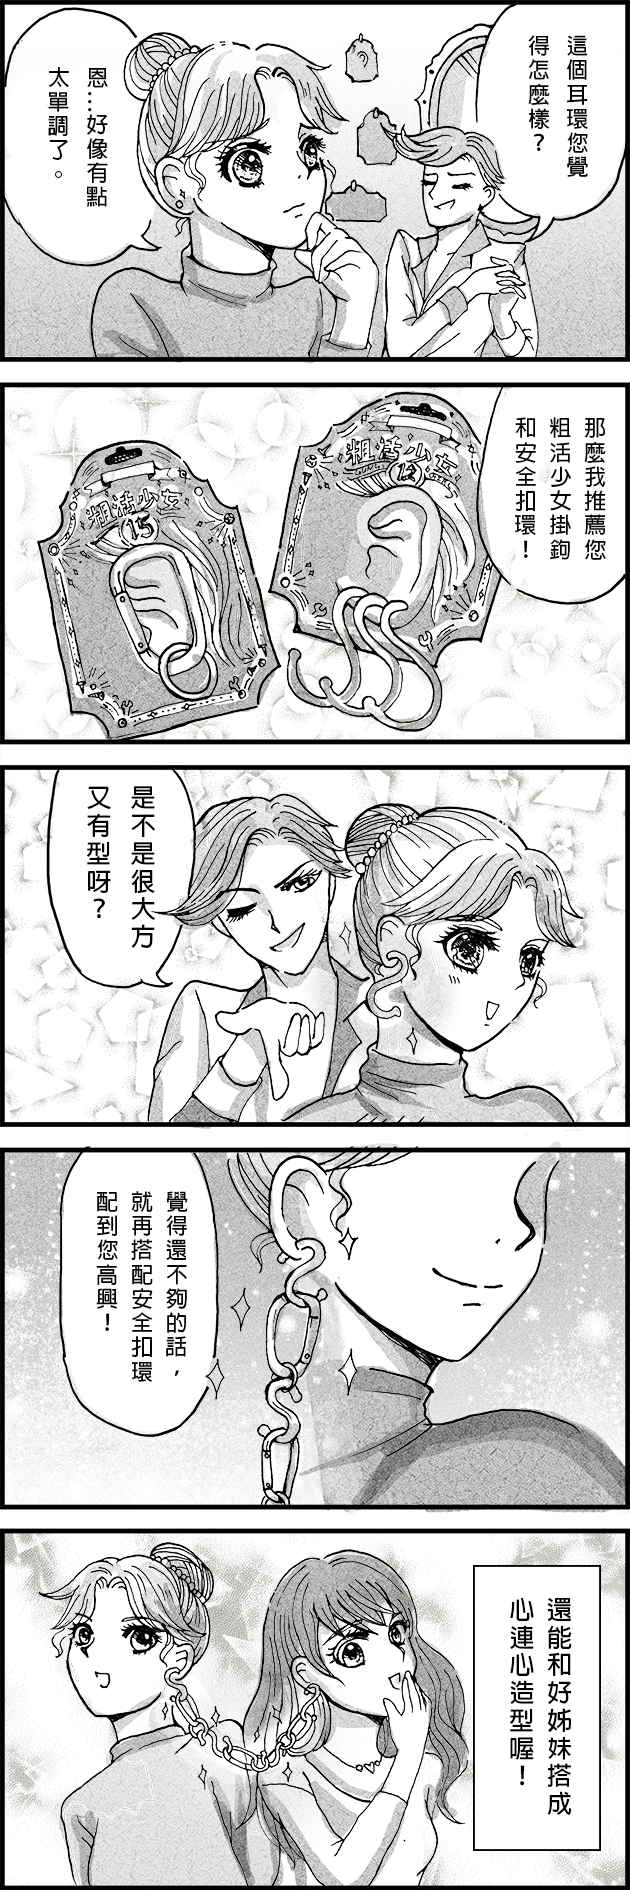 這個耳環您覺
得怎麼樣？
恩…好像有點
太單調了。
那麼我推薦您
粗活少女掛鉤
和安全扣環！
粗活少女
12
粗活少女
15
是不是很大方
又有型呀？
覺得還不夠的話，
就再搭配安全扣環
配到您高興！
還能和好姊妹搭成
心連心造型喔！